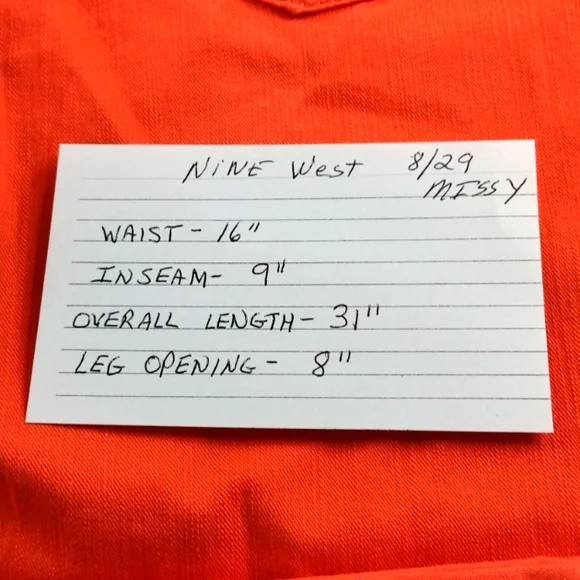 NINE West 8/29
MISSY
WAIST - 16"
INSEAM- 9"
OVERALL LENGTH- 31"
LEG OPENING - 8"